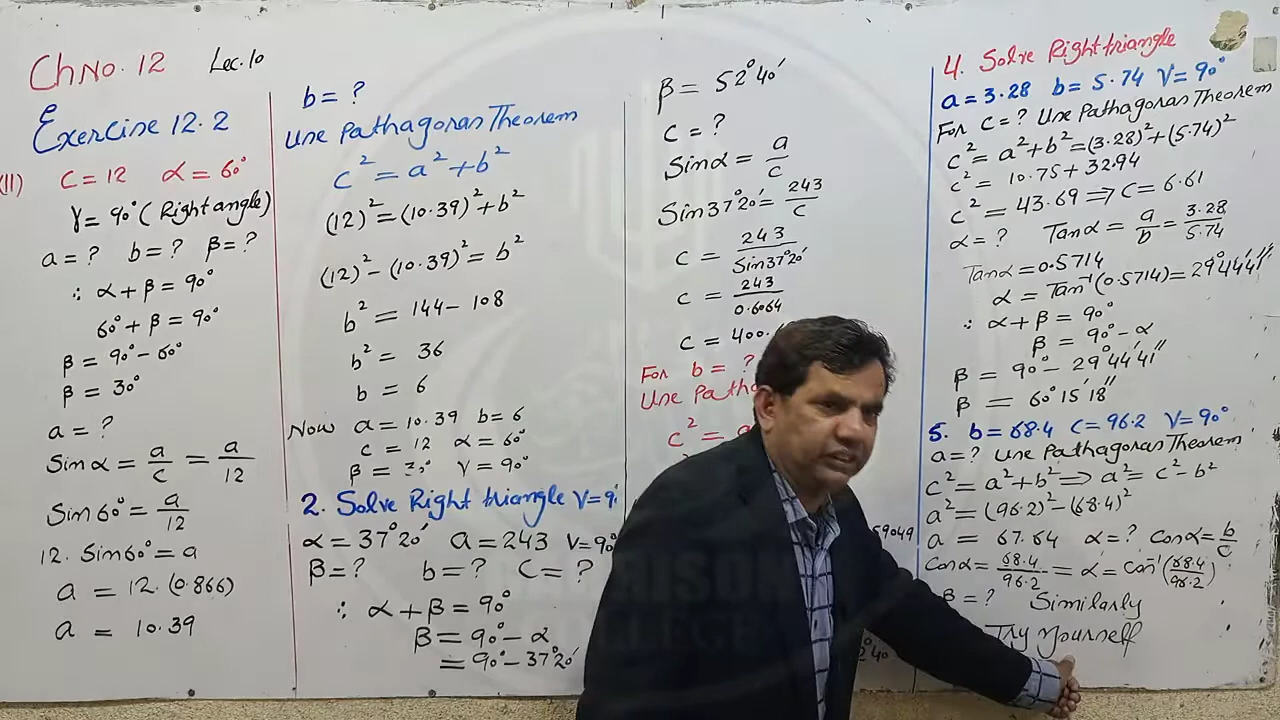 Ch No. 12 Lec. 10
Exercise 12.2
(II) c = 12 α = 60°
γ = 90° (Right angle)
a = ? b = ? β = ?
∴ α + β = 90°
60° + β = 90°
β = 90° - 60°
β = 30°
a = ?
Sin α = a/c = a/12
Sin 60° = a/12
12. Sin 60° = a
a = 12. (0.866)
a = 10.39
b = ?
Use Pathagoran Theorem
c² = a² + b²
(12)² = (10.39)² + b²
(12)² - (10.39)² = b²
b² = 144 - 108
b² = 36
b = 6
Now a = 10.39 b = 6
c = 12 α = 60°
β = 30° γ = 90°
2. Solve Right triangle γ = 9
α = 37°20′ a = 243 γ = 90°
β = ? b = ? c = ?
∴ α + β = 90°
β = 90° - α
= 90° - 37°20′
β = 52°40′
c = ?
Sin α = a/c
Sin 37°20′ = 243/c
c = 243/Sin 37°20′
c = 243/0.6064
c = 400.
For b = ?
Use Patha
c² =
59049
4. Solve Right triangle
a = 3.28 b = 5.74 γ = 90°
For c = ? Use Pathagoran Theorem
c² = a² + b² = (3.28)² + (5.74)²
c² = 10.75 + 32.94
c² = 43.69 ⇒ c = 6.61
α = ? Tan α = a/b = 3.28/5.74
Tan α = 0.5714
α = Tan⁻¹(0.5714) = 29°44′41″
∴ α + β = 90°
β = 90° - α
β = 90° - 29°44′41″
β = 60°15′18″
5. b = 68.4 c = 96.2 γ = 90°
a = ? Use Pathagoran Theorem
c² = a² + b² ⇒ a² = c² - b²
a² = (96.2)² - (68.4)²
a = 67.64 α = ? Cos α = b/c
Cos α = 68.4/96.2 = α = Cos⁻¹(68.4/96.2)
β = ? Similarly
Try yourself